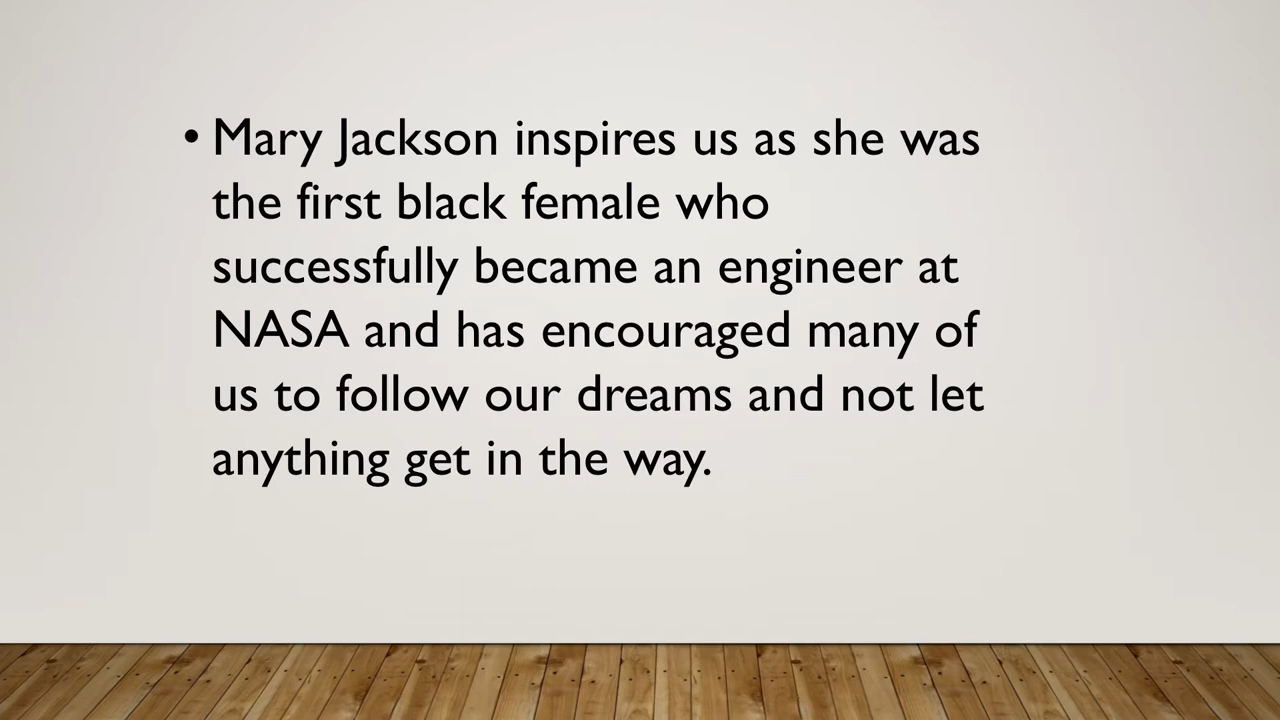 • Mary Jackson inspires us as she was
the first black female who
successfully became an engineer at
NASA and has encouraged many of
us to follow our dreams and not let
anything get in the way.